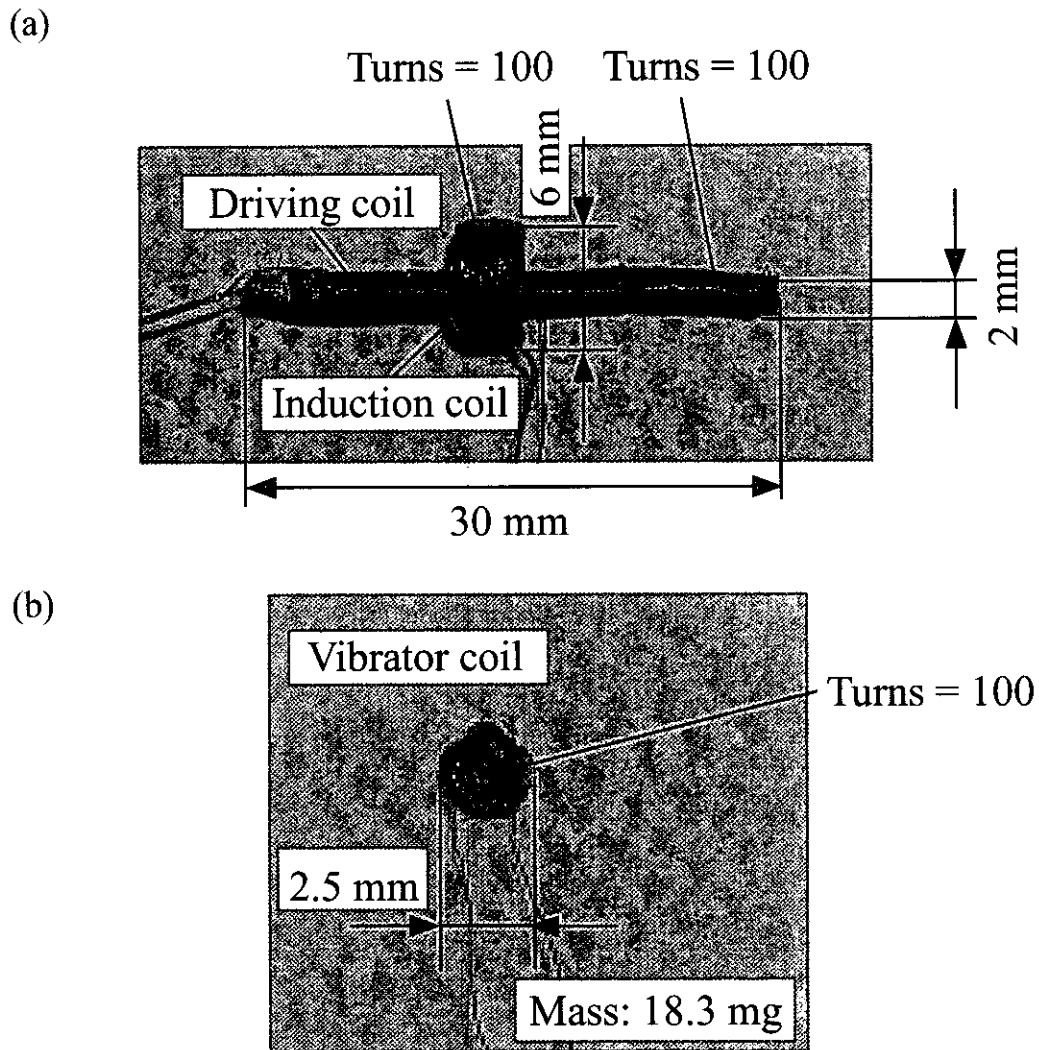 (a)
Turns = 100
Turns = 100
6 mm
Driving coil
2 mm
Induction coil
30 mm
(b)
Vibrator coil
Turns = 100
2.5 mm
Mass: 18.3 mg